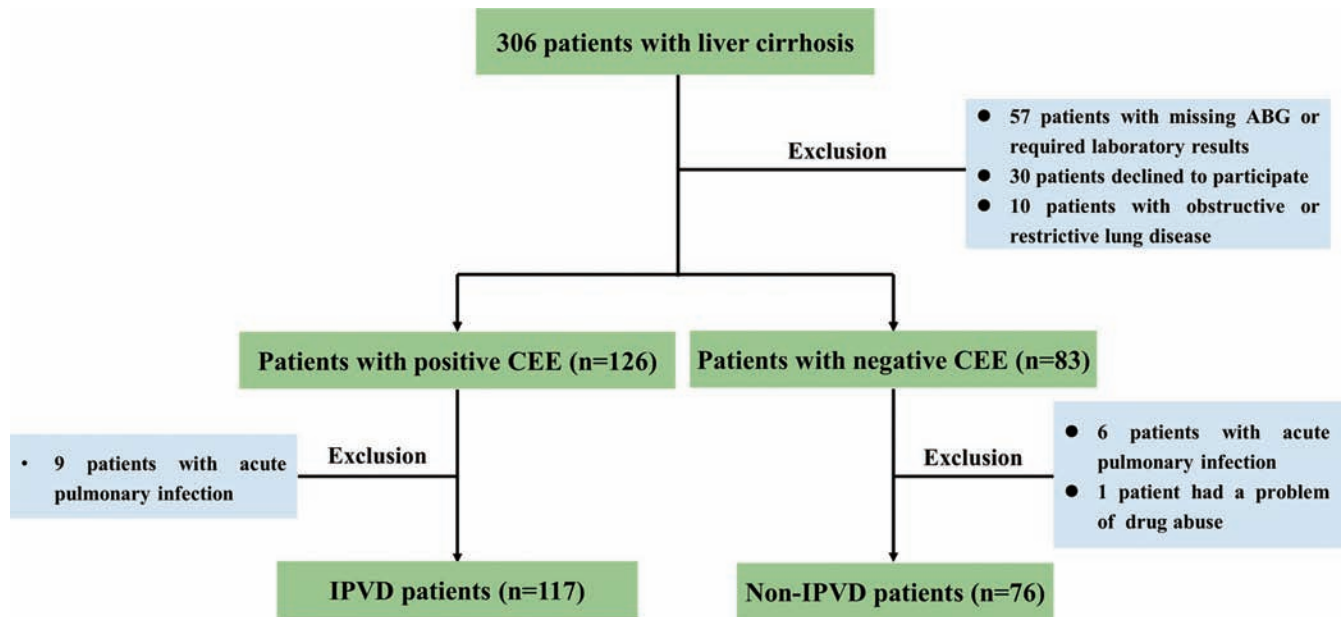 306 patients with liver cirrhosis
Exclusion
● 57 patients with missing ABG or
required laboratory results
● 30 patients declined to participate
● 10 patients with obstructive or
restrictive lung disease
Patients with positive CEE (n=126)
Patients with negative CEE (n=83)
Exclusion
• 9 patients with acute
pulmonary infection
Exclusion
● 6 patients with acute
pulmonary infection
● 1 patient had a problem
of drug abuse
IPVD patients (n=117)
Non-IPVD patients (n=76)